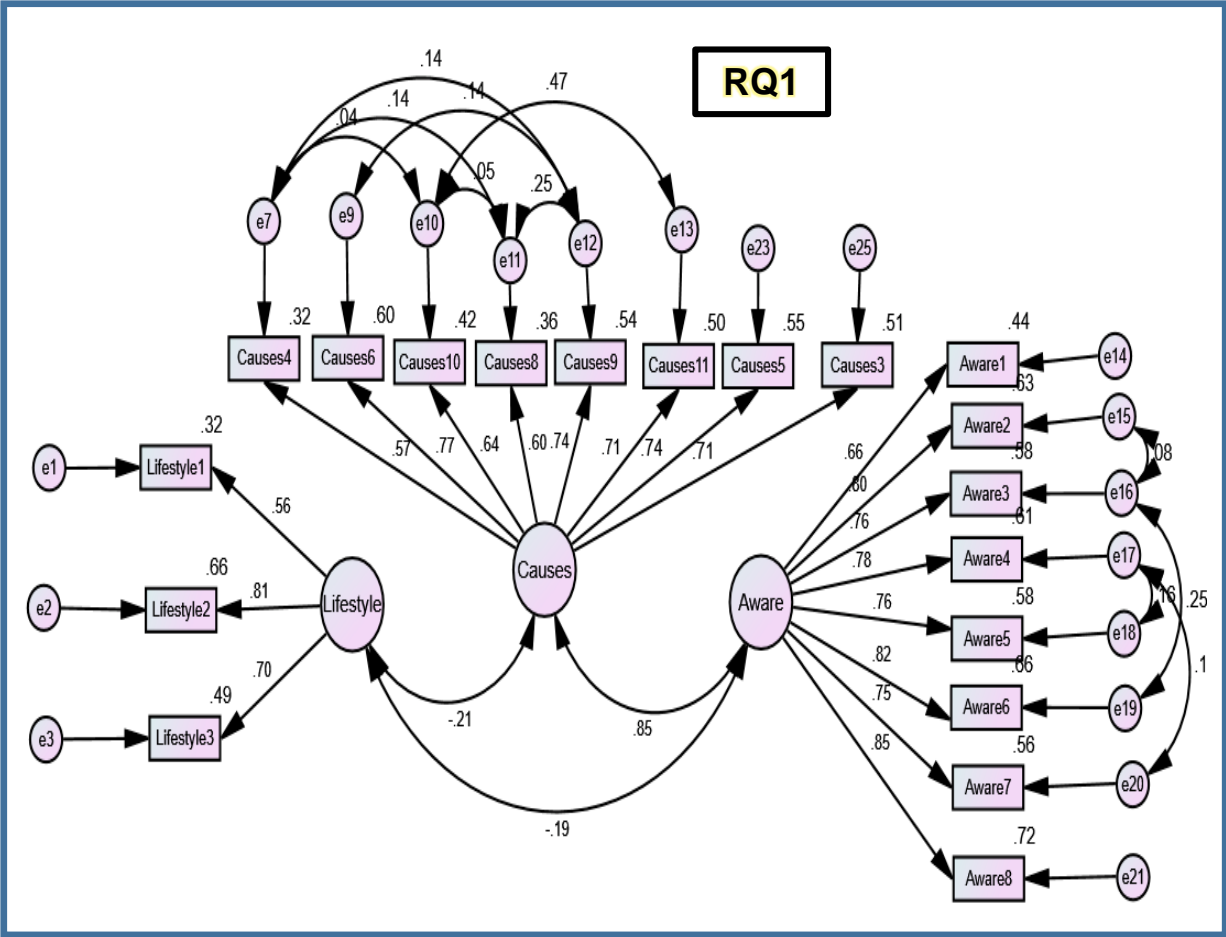 RQ1
.14
.14
.14
.04
.47
.05
.25
e7
e9
e10
e11
e12
e13
e23
e25
.32
.60
.42
.36
.54
.50
.55
.51
Causes4
Causes6
Causes10
Causes8
Causes9
Causes11
Causes5
Causes3
.57
.77
.64
.60
.74
.71
.74
.71
.32
e1
Lifestyle1
.56
.66
e2
Lifestyle2
.81
.49
e3
Lifestyle3
.70
Lifestyle
Causes
Aware
-.21
.85
-.19
.44
Aware1
e14
.63
Aware2
e15
.58
Aware3
e16
.61
Aware4
e17
.58
Aware5
e18
.66
Aware6
e19
.56
Aware7
e20
.72
Aware8
e21
.66
.80
.76
.78
.76
.82
.75
.85
.08
.16
.25
.1